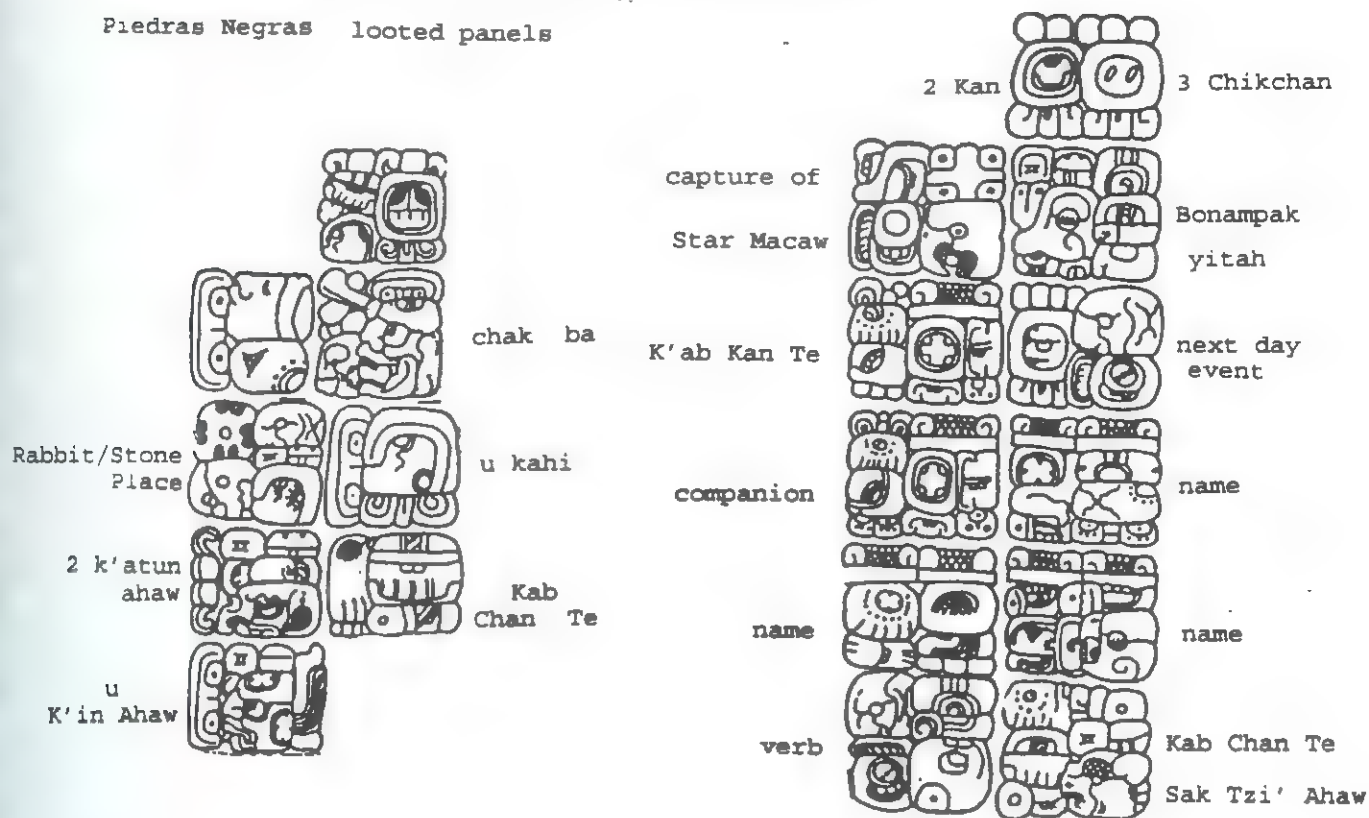 Piedras Negras looted panels
2 Kan
3 Chikchan
capture of
Star Macaw
Bonampak
yitah
chak ba
K'ab Kan Te
next day
event
Rabbit/Stone
Place
u kahi
companion
name
2 k'atun
ahaw
Kab
Chan Te
name
name
u
K'in Ahaw
verb
Kab Chan Te
Sak Tzi' Ahaw